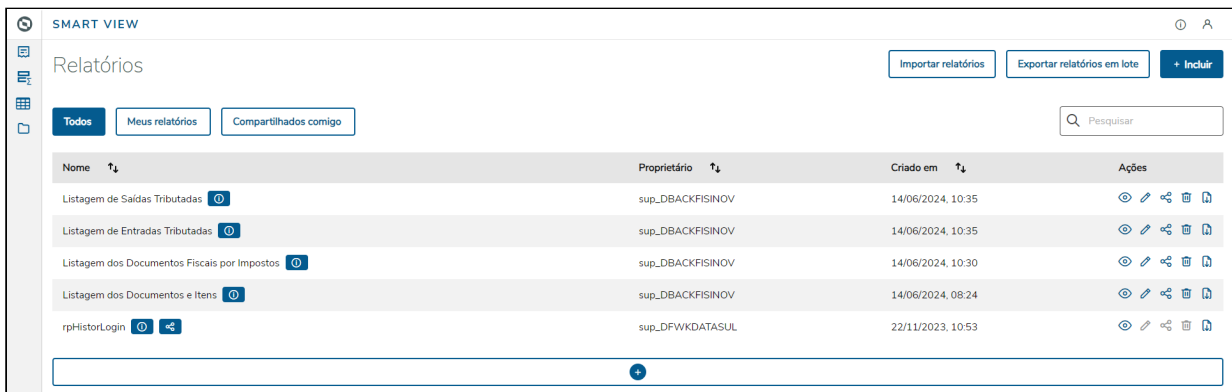 SMART VIEW
Relatórios
Importar relatórios
Exportar relatórios em lote
+ Incluir
Todos
Meus relatórios
Compartilhados comigo
Pesquisar
Nome Proprietário Criado em Ações
Listagem de Saídas Tributadas sup_DBACKFISINOV 14/06/2024, 10:35
Listagem de Entradas Tributadas sup_DBACKFISINOV 14/06/2024, 10:35
Listagem dos Documentos Fiscais por Impostos sup_DBACKFISINOV 14/06/2024, 10:30
Listagem dos Documentos e Itens sup_DBACKFISINOV 14/06/2024, 08:24
rpHistorLogin sup_DFWKDATASUL 22/11/2023, 10:53